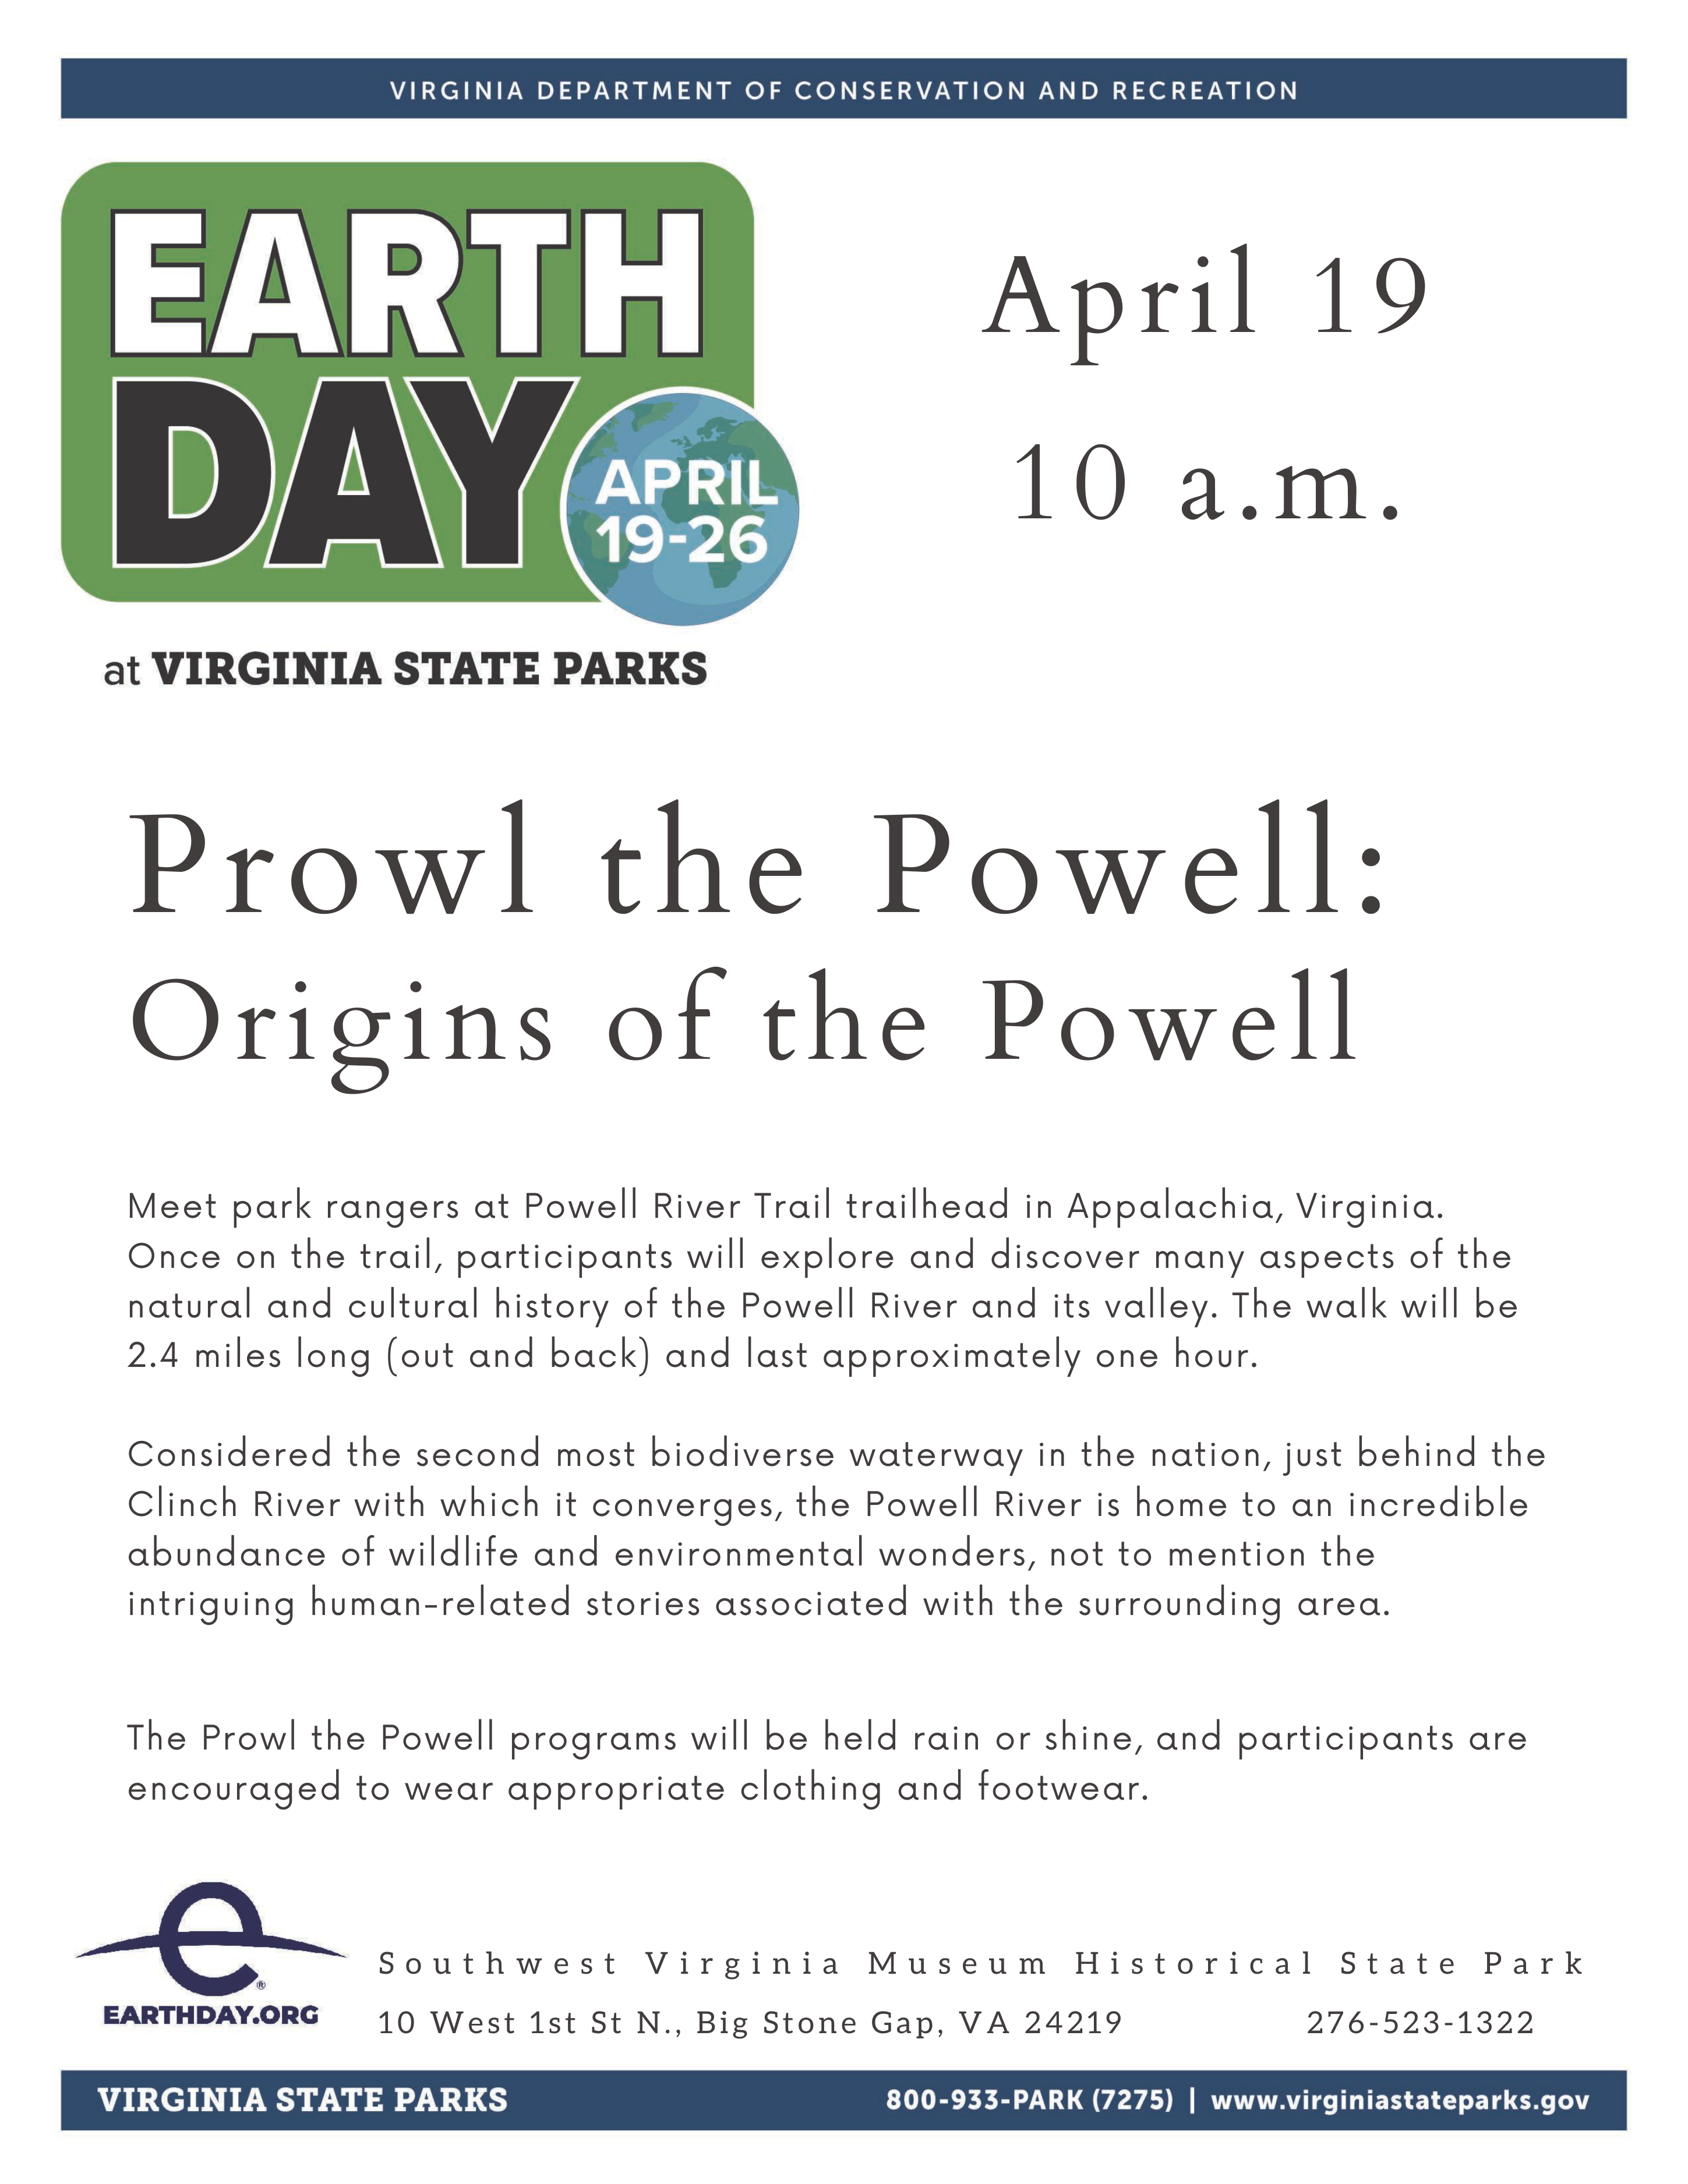 VIRGINIA DEPARTMENT OF CONSERVATION AND RECREATION
EARTH
DAY
APRIL
19-26
at VIRGINIA STATE PARKS
April 19
10 a.m.
Prowl the Powell:
Origins of the Powell
Meet park rangers at Powell River Trail trailhead in Appalachia, Virginia.
Once on the trail, participants will explore and discover many aspects of the
natural and cultural history of the Powell River and its valley. The walk will be
2.4 miles long (out and back) and last approximately one hour.
Considered the second most biodiverse waterway in the nation, just behind the
Clinch River with which it converges, the Powell River is home to an incredible
abundance of wildlife and environmental wonders, not to mention the
intriguing human-related stories associated with the surrounding area.
The Prowl the Powell programs will be held rain or shine, and participants are
encouraged to wear appropriate clothing and footwear.
e®
EARTHDAY.ORG
Southwest Virginia Museum Historical State Park
10 West 1st St N., Big Stone Gap, VA 24219 276-523-1322
VIRGINIA STATE PARKS 800-933-PARK (7275) | www.virginiastateparks.gov